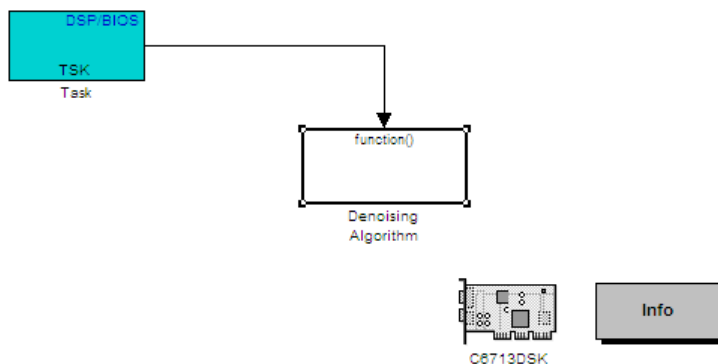 DSP/BIOS
TSK
Task
function()
Denoising
Algorithm
Info
C6713DSK